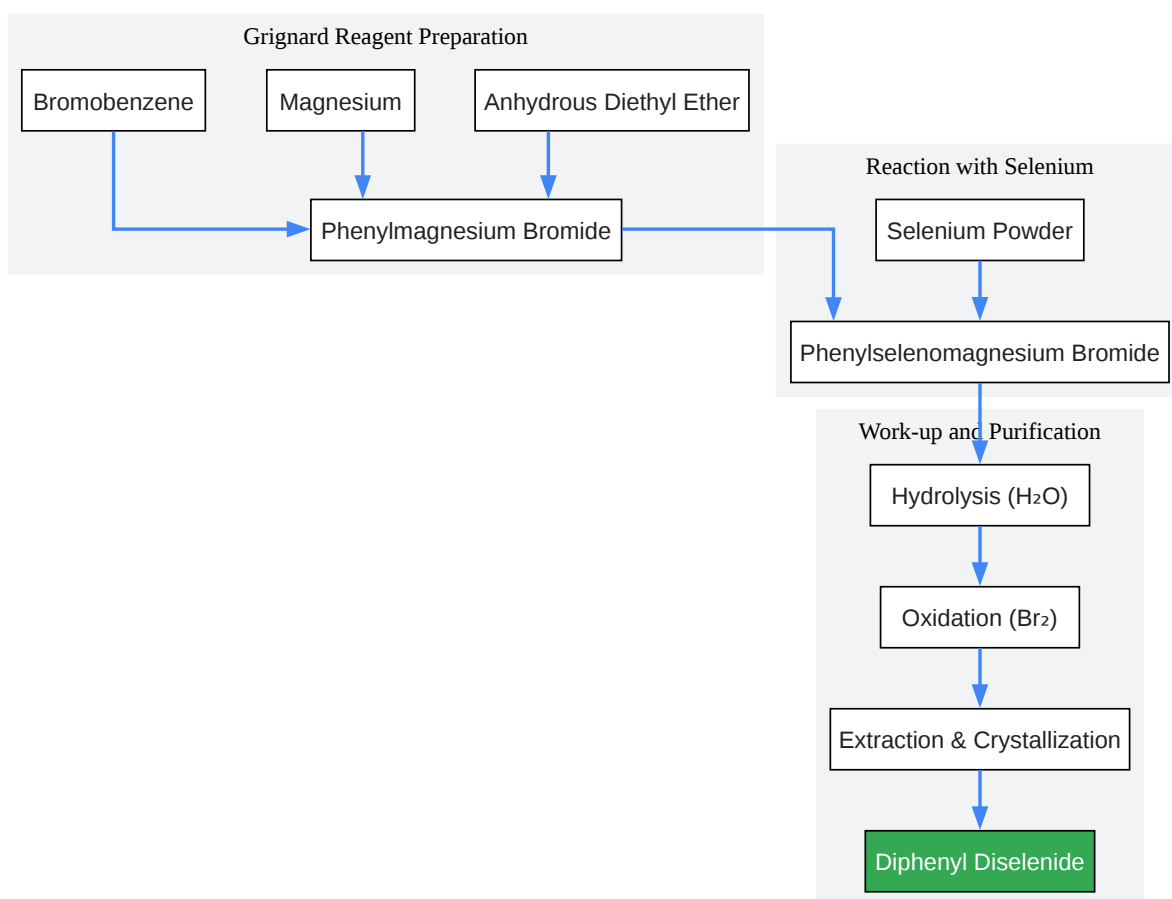 Grignard Reagent Preparation
Bromobenzene
Magnesium
Anhydrous Diethyl Ether
Phenylmagnesium Bromide
Reaction with Selenium
Selenium Powder
Phenylselenomagnesium Bromide
Work-up and Purification
Hydrolysis (H₂O)
Oxidation (Br₂)
Extraction & Crystallization
Diphenyl Diselenide